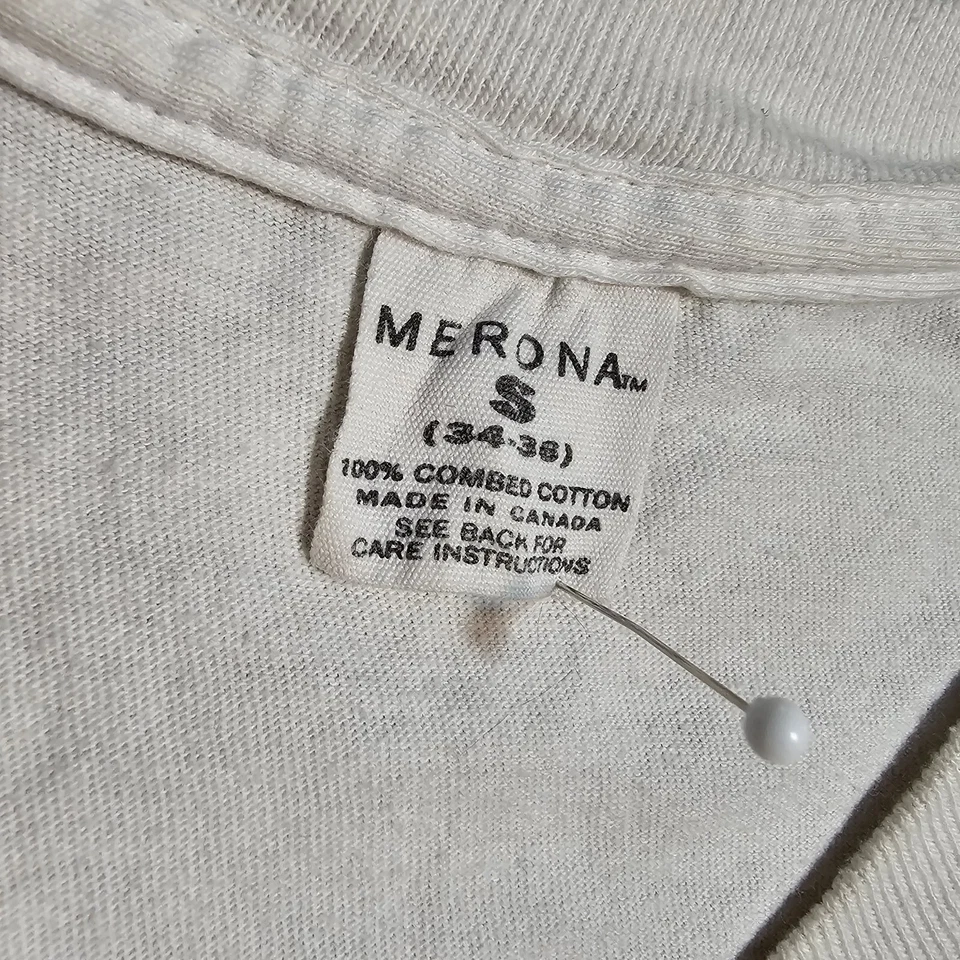 MERONA™
S
(34-36)
100% COMBED COTTON
MADE IN CANADA
SEE BACK FOR
CARE INSTRUCTIONS